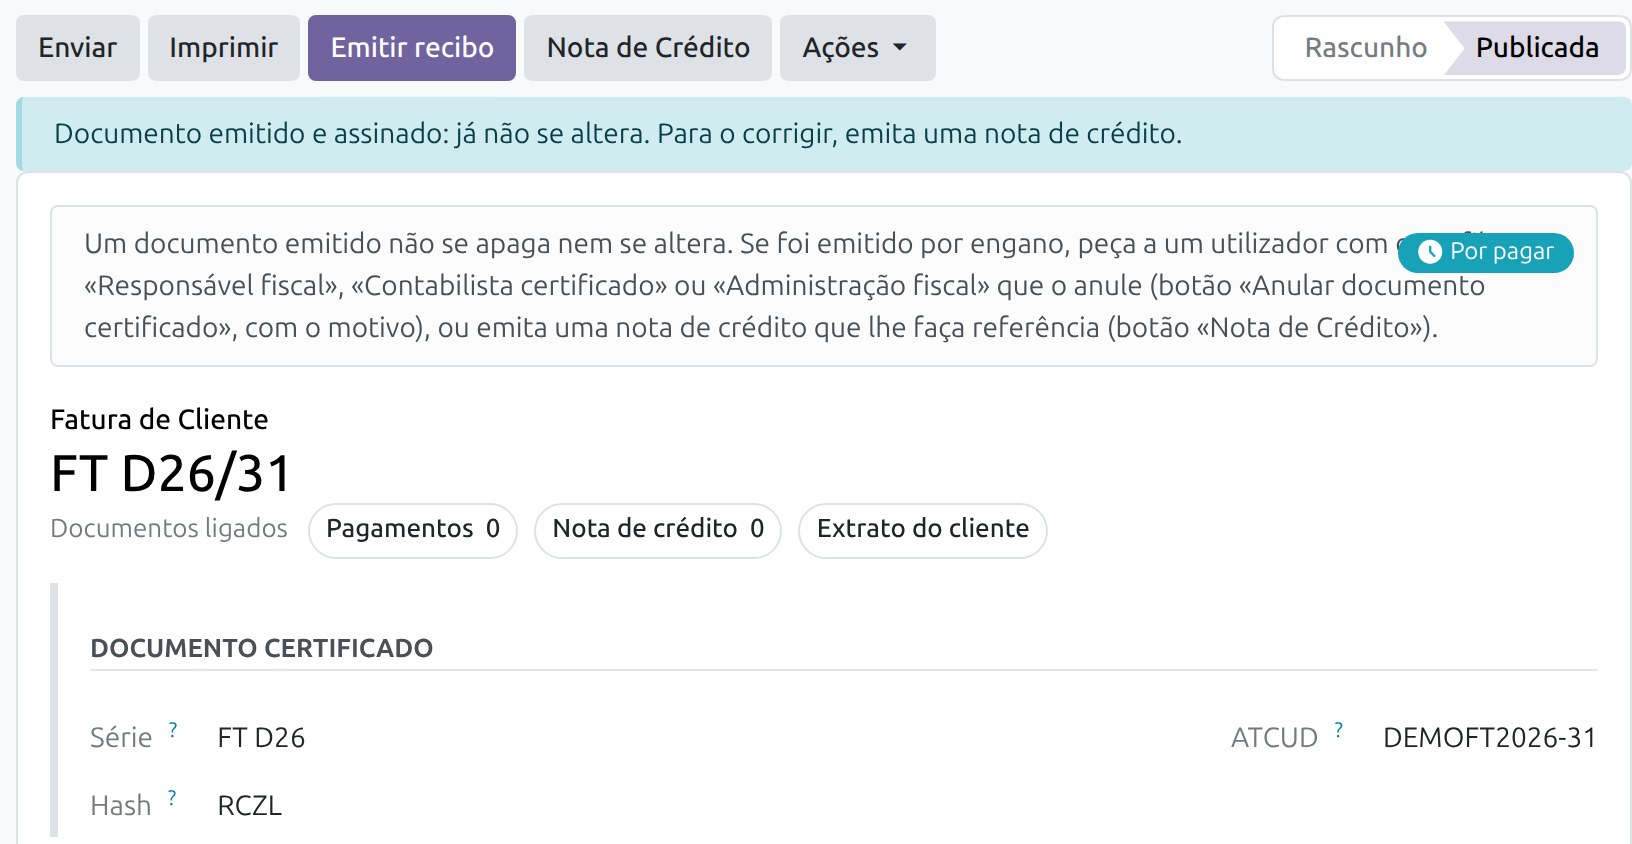 Enviar
Imprimir
Emitir recibo
Nota de Crédito
Ações
Rascunho
Publicada
Documento emitido e assinado: já não se altera. Para o corrigir, emita uma nota de crédito.
Um documento emitido não se apaga nem se altera. Se foi emitido por engano, peça a um utilizador com
Por pagar
«Responsável fiscal», «Contabilista certificado» ou «Administração fiscal» que o anule (botão «Anular documento
certificado», com o motivo), ou emita uma nota de crédito que lhe faça referência (botão «Nota de Crédito»).
Fatura de Cliente
FT D26/31
Documentos ligados
Pagamentos 0
Nota de crédito 0
Extrato do cliente
DOCUMENTO CERTIFICADO
Série ? FT D26
ATCUD ? DEMOFT2026-31
Hash ? RCZL